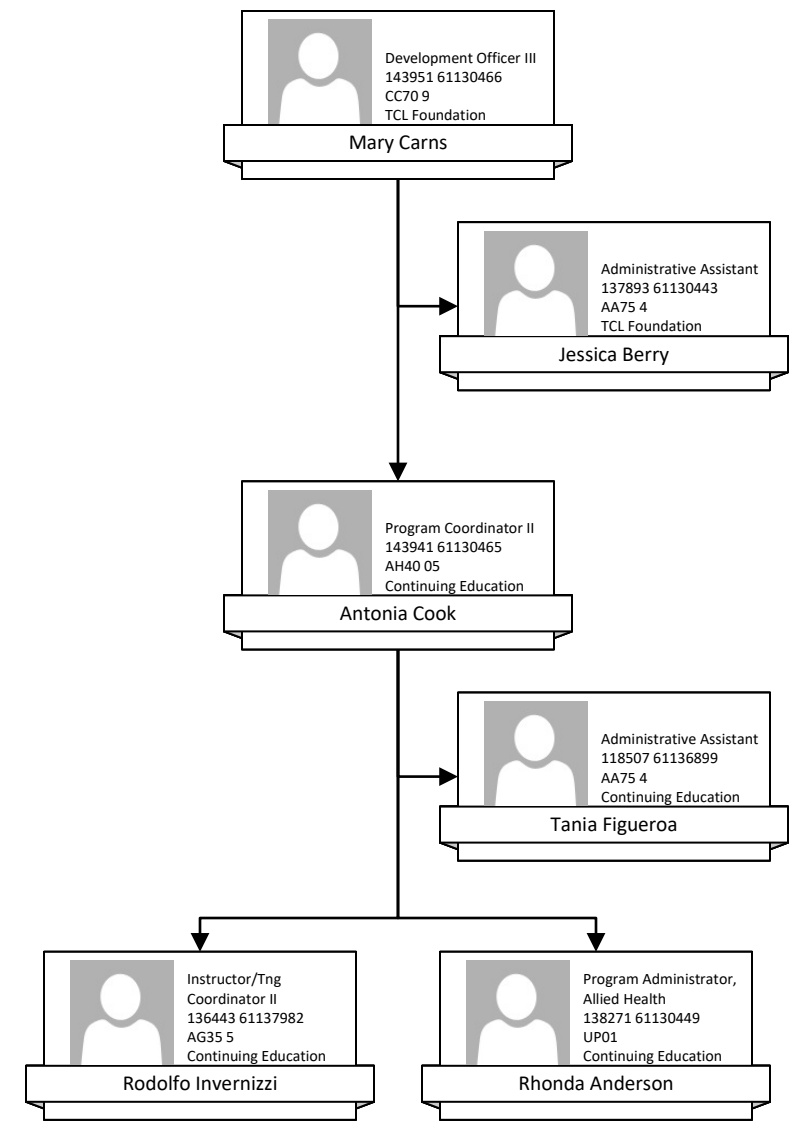 Development Officer III
143951 61130466
CC70 9
TCL Foundation
Mary Carns
Administrative Assistant
137893 61130443
AA75 4
TCL Foundation
Jessica Berry
Program Coordinator II
143941 61130465
AH40 05
Continuing Education
Antonia Cook
Administrative Assistant
118507 61136899
AA75 4
Continuing Education
Tania Figueroa
Instructor/Tng
Coordinator II
136443 61137982
AG35 5
Continuing Education
Rodolfo Invernizzi
Program Administrator,
Allied Health
138271 61130449
UP01
Continuing Education
Rhonda Anderson